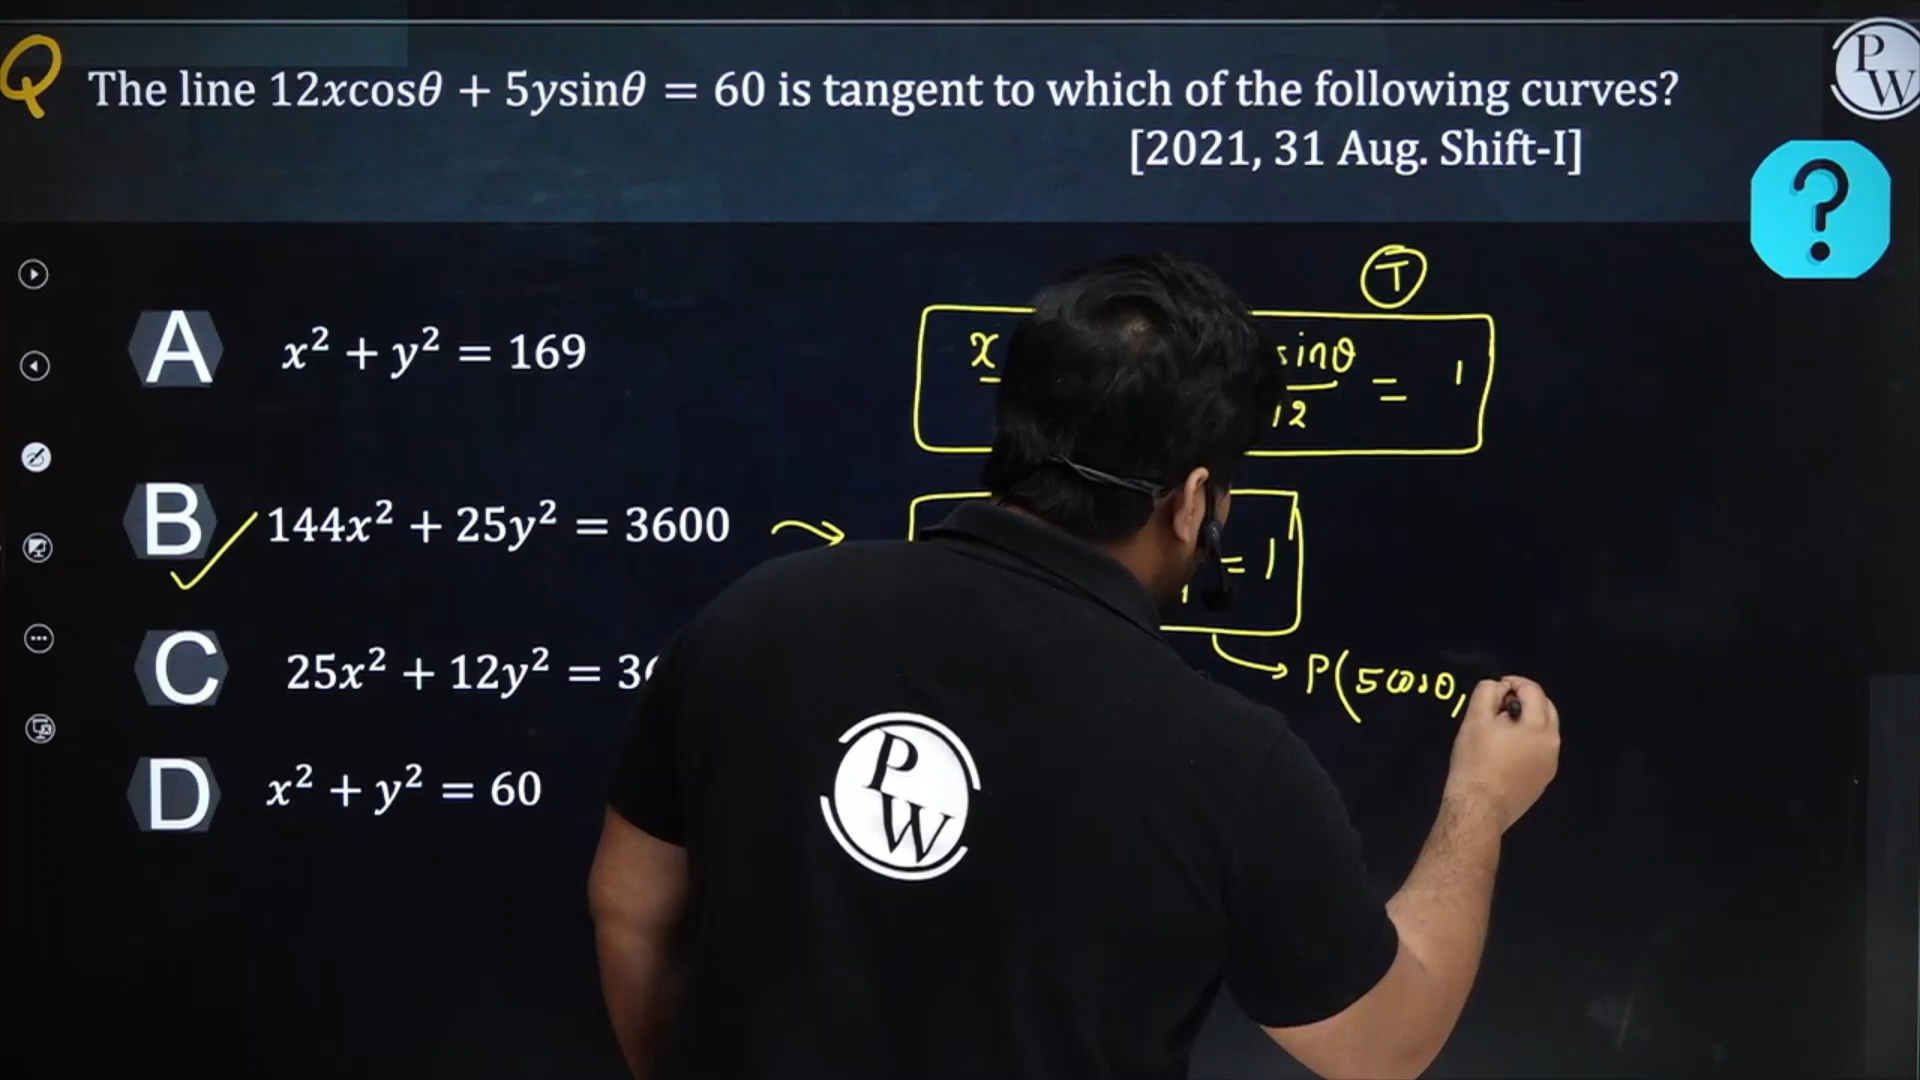 Q The line 12xcosθ + 5ysinθ = 60 is tangent to which of the following curves?
[2021, 31 Aug. Shift-I]
PW
?
T
A x² + y² = 169
x sinθ = 1
12
B 144x² + 25y² = 3600
= 1
C 25x² + 12y² =
P(5cosθ,
D x² + y² = 60
PW